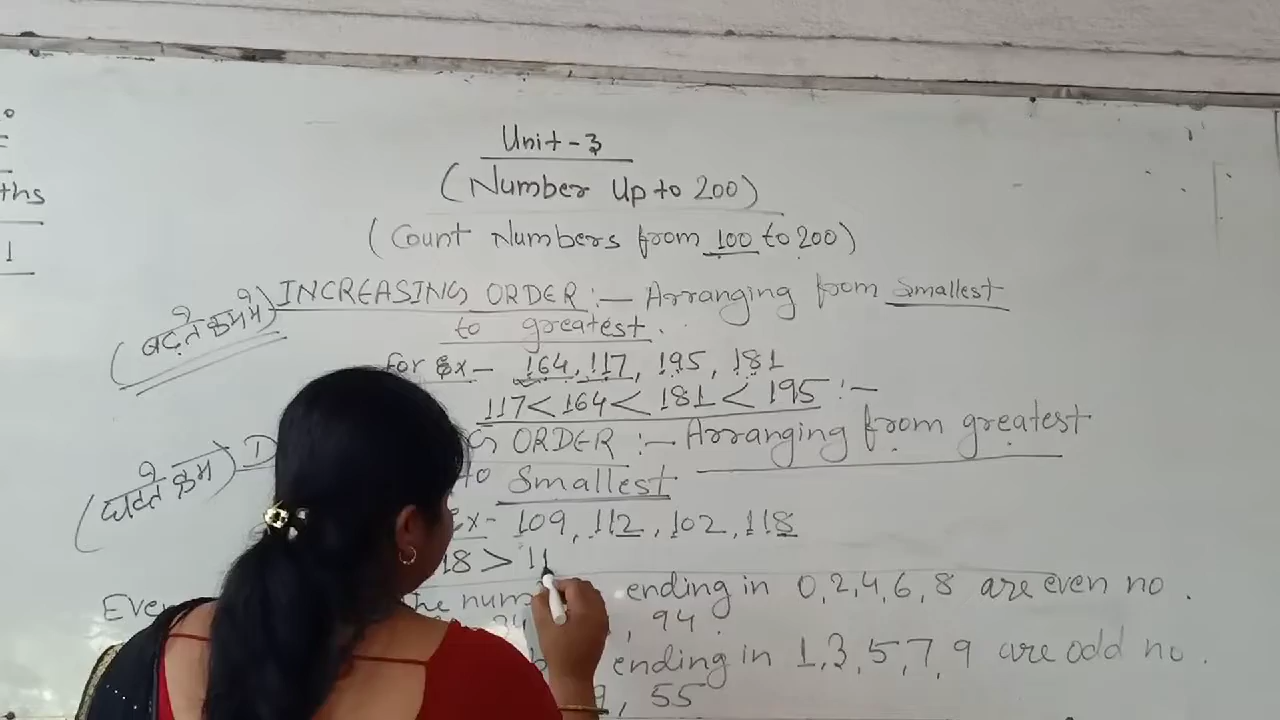 ths
1
Unit-3
(Number Up to 200)
(Count Numbers from 100 to 200)
(बढ़ते क्रम में) INCREASING ORDER :- Arranging from Smallest
to greatest.
for Ex- 164, 117, 195, 181
117 < 164 < 181 < 195 :-
(घटते क्रम) ORDER :- Arranging from greatest
to Smallest
Ex- 109, 112, 102, 118
18 > 11
ending in 0,2,4,6,8 are even no.
, 94.
ending in 1,3,5,7,9 are odd no.
, 55